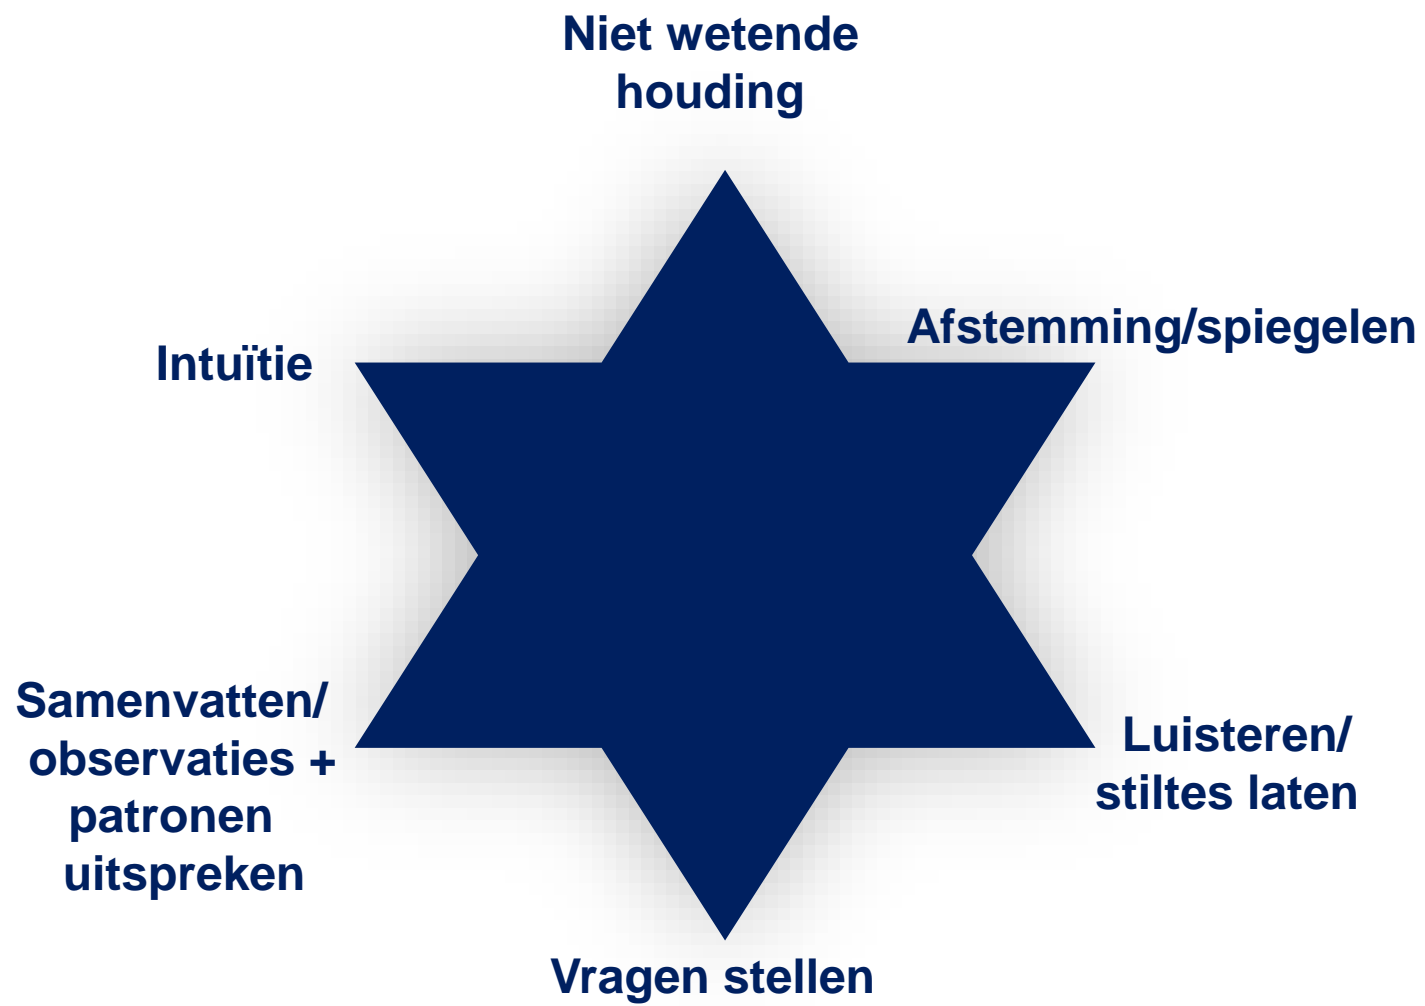 Niet wetende
houding
Afstemming/spiegelen
Intuïtie
Samenvatten/
observaties +
patronen
uitspreken
Luisteren/
stiltes laten
Vragen stellen